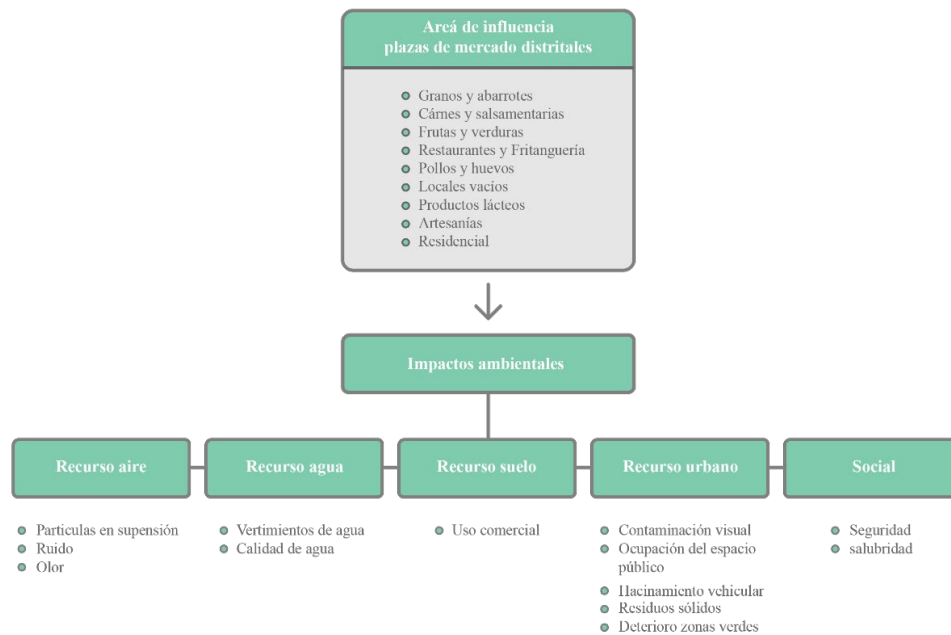 Areá de influencia
plazas de mercado distritales
Granos y abarrotes
Cárnes y salsamentarias
Frutas y verduras
Restaurantes y Fritanguería
Pollos y huevos
Locales vacíos
Productos lácteos
Artesanías
Residencial
Impactos ambientales
Recurso aire
Recurso agua
Recurso suelo
Recurso urbano
Social
Particulas en supensión
Ruido
Olor
Vertimientos de agua
Calidad de agua
Uso comercial
Contaminación visual
Ocupación del espacio
público
Hacinamiento vehicular
Residuos sólidos
Deterioro zonas verdes
Seguridad
salubridad